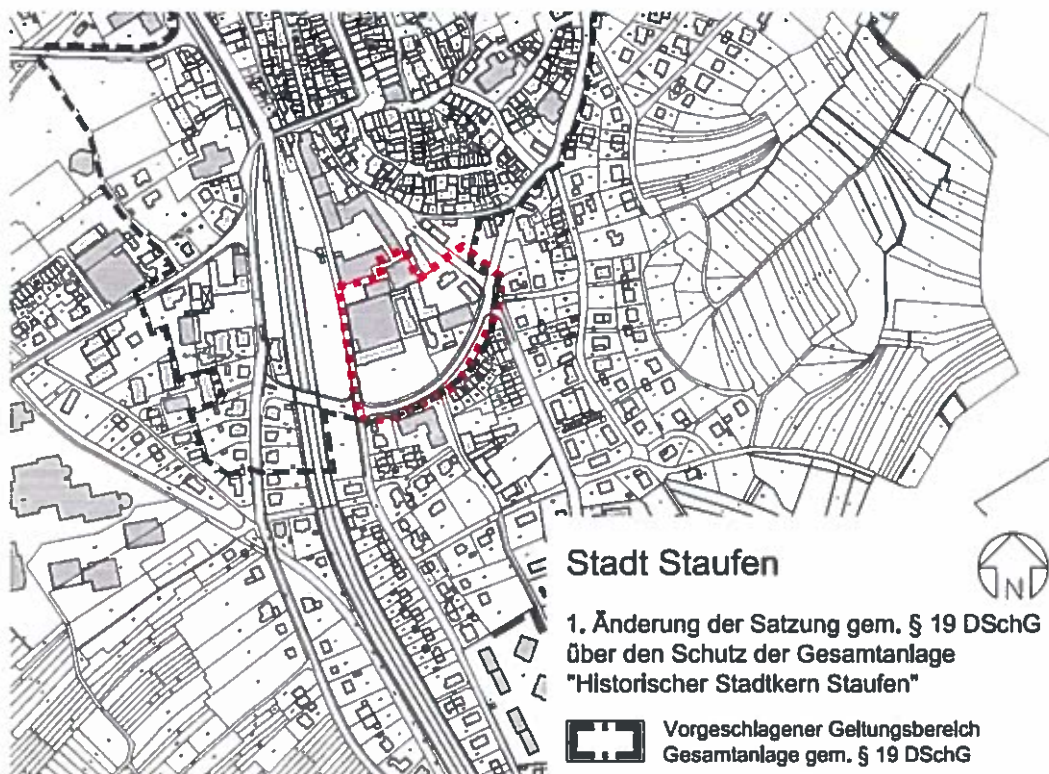 Stadt Staufen
N
1. Änderung der Satzung gem. § 19 DSchG
über den Schutz der Gesamtanlage
"Historischer Stadtkern Staufen"
Vorgeschlagener Geltungsbereich
Gesamtanlage gem. § 19 DSchG